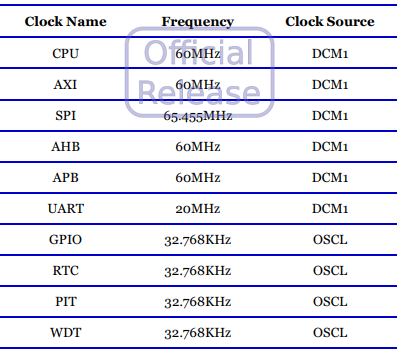 Clock Name Frequency Clock Source
CPU 60MHz DCM1
AXI 60MHz DCM1
SPI 65.455MHz DCM1
AHB 60MHz DCM1
APB 60MHz DCM1
UART 20MHz DCM1
GPIO 32.768KHz OSCL
RTC 32.768KHz OSCL
PIT 32.768KHz OSCL
WDT 32.768KHz OSCL
Official
Release